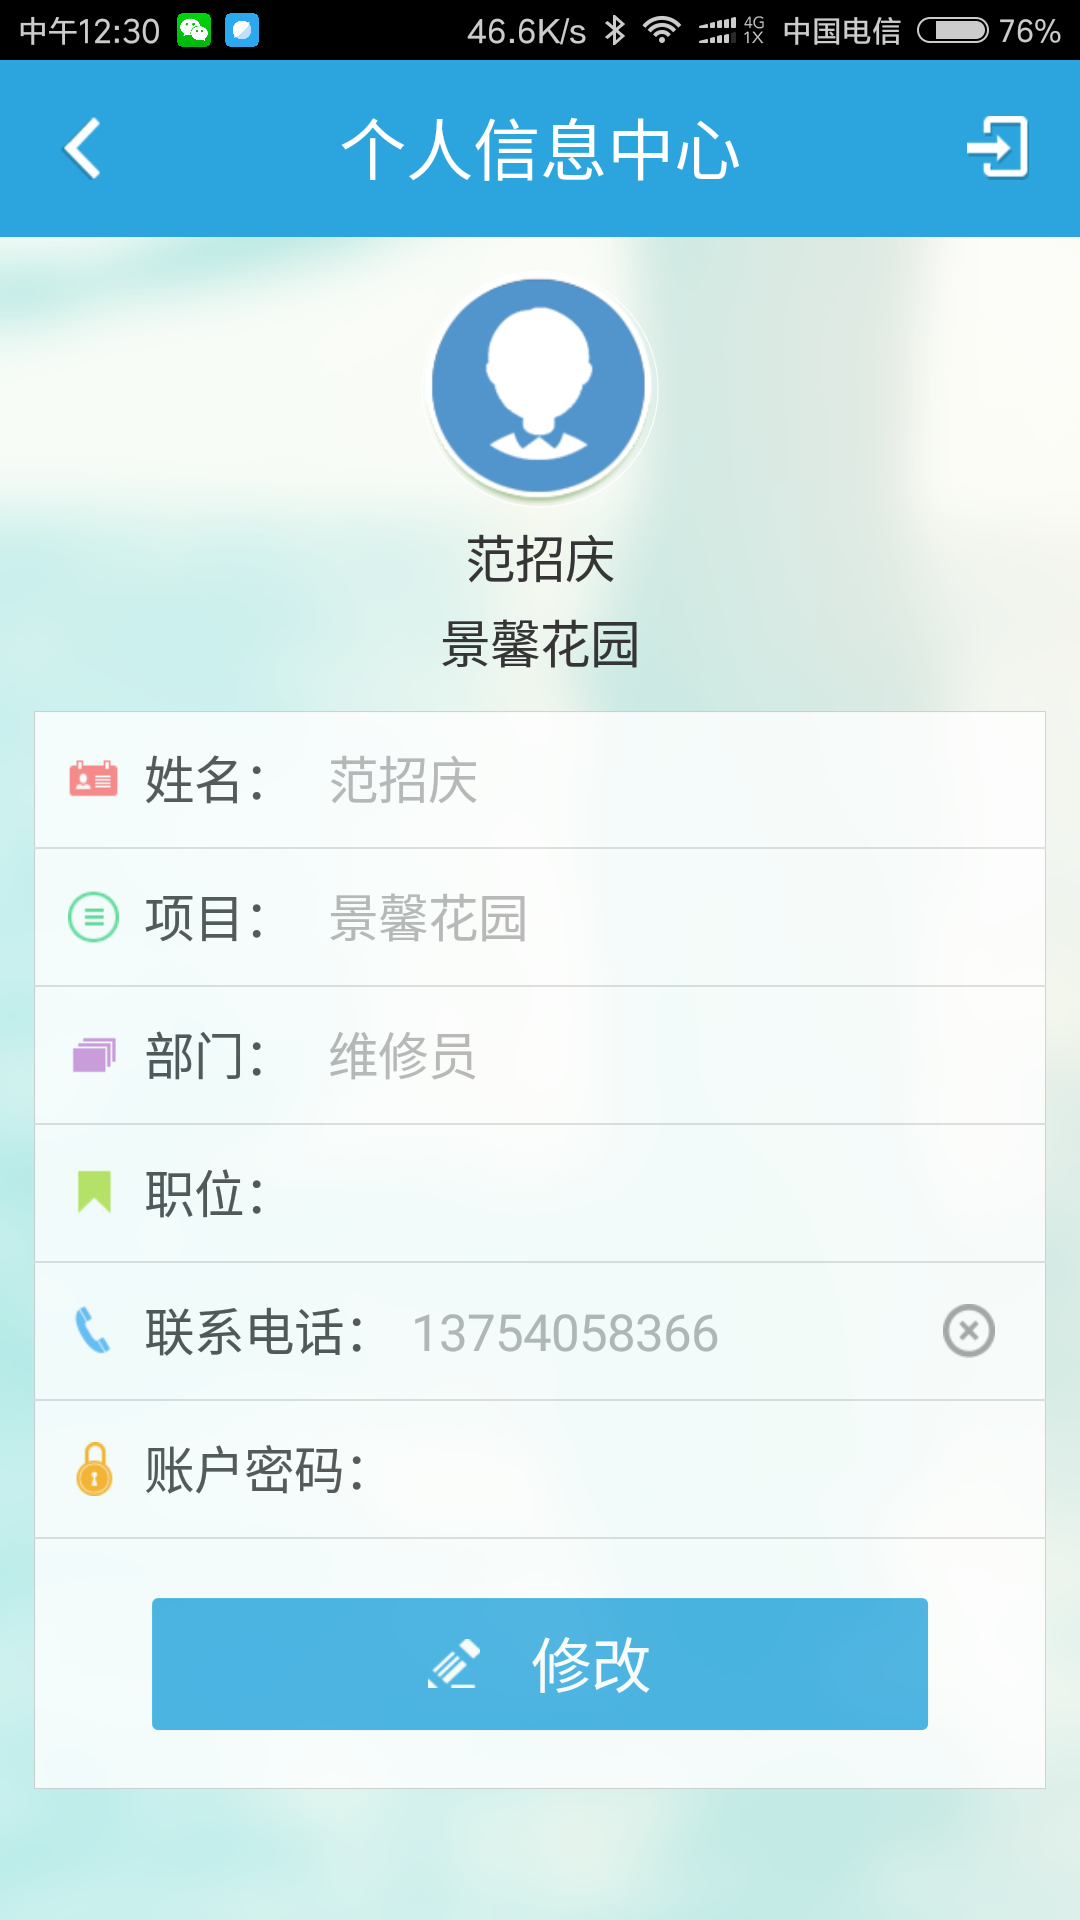 中午12:30 46.6K/s 4G 1X 中国电信 76%
个人信息中心
范招庆
景馨花园
姓名： 范招庆
项目： 景馨花园
部门： 维修员
职位：
联系电话： 13754058366
账户密码：
修改